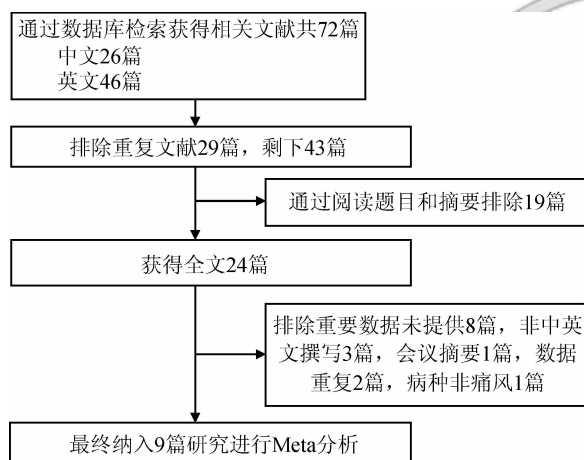 通过数据库检索获得相关文献共72篇
中文26篇
英文46篇
排除重复文献29篇，剩下43篇
通过阅读题目和摘要排除19篇
获得全文24篇
排除重要数据未提供8篇，非中英
文撰写3篇，会议摘要1篇，数据
重复2篇，病种非痛风1篇
最终纳入9篇研究进行Meta分析